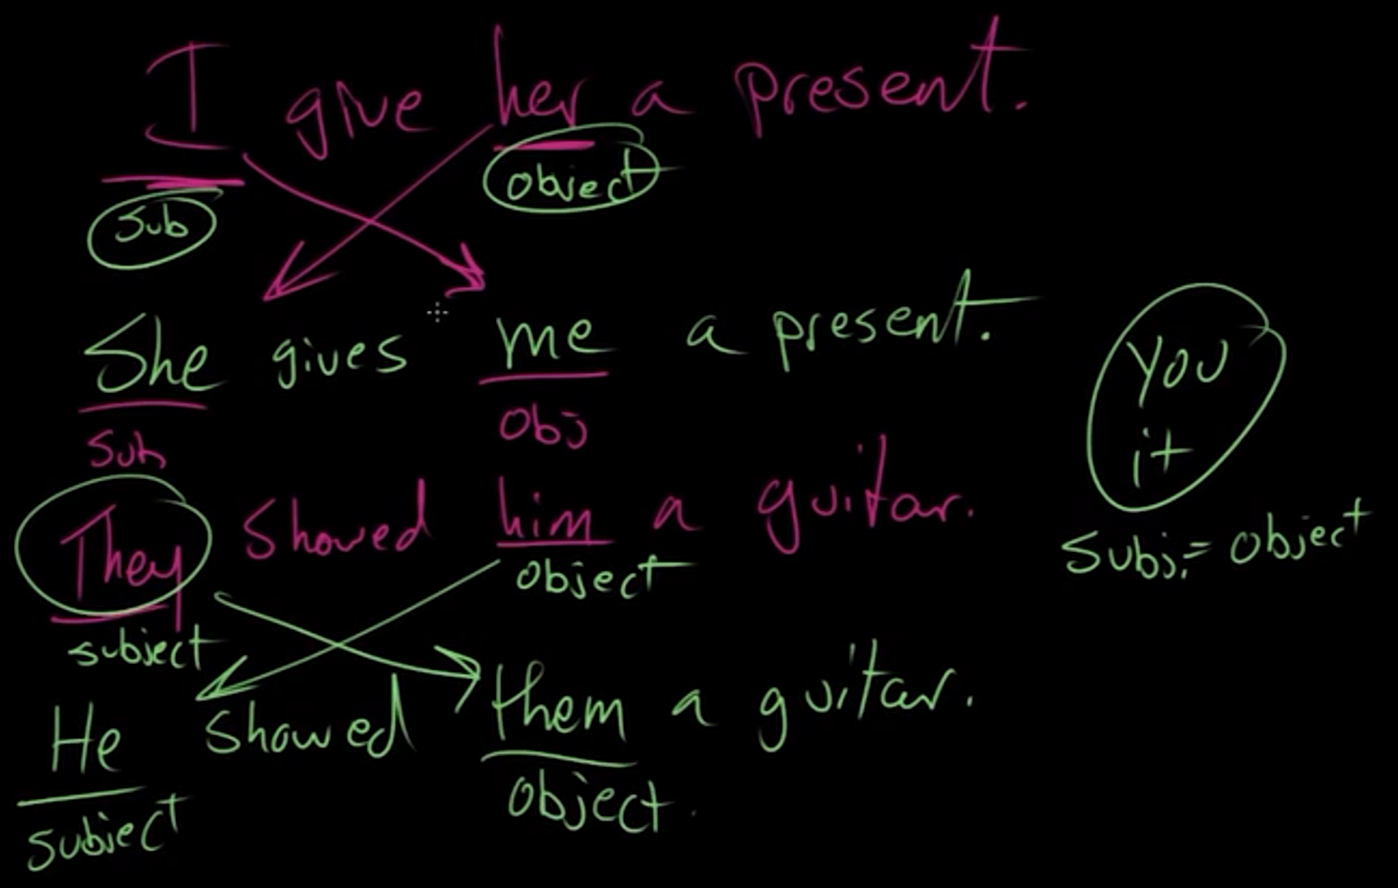 I give her a present.
Sub object
She gives me a present.
Sub obj
They showed him a guitar.
subject object
He showed them a guitar.
subject object.
you
it
Subj. = object